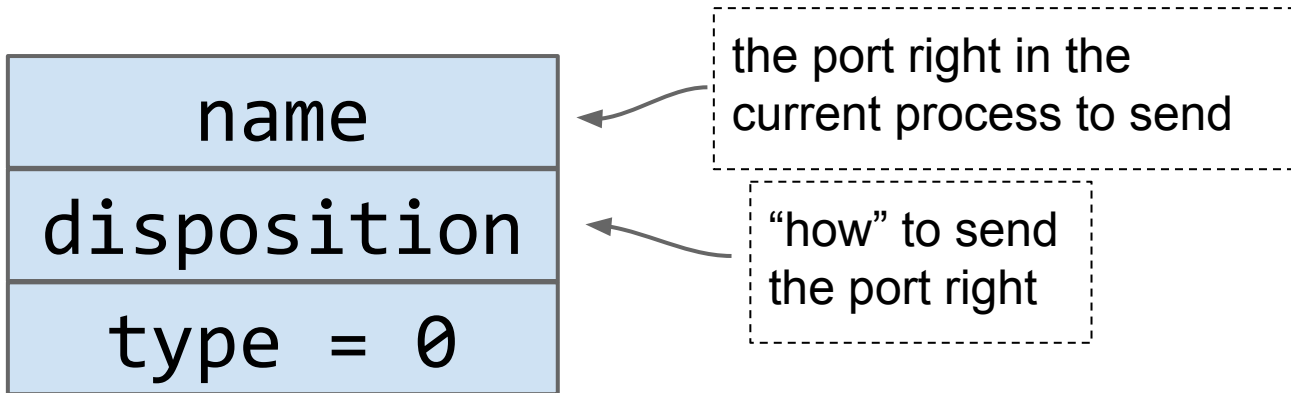 name
disposition
type = 0
the port right in the
current process to send
“how” to send
the port right